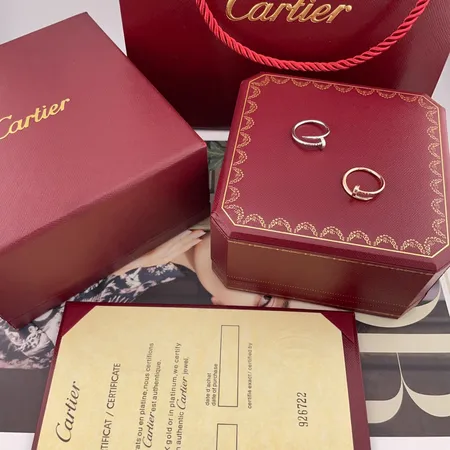 Cartier
Cartier
Cartier
CERTIFICAT / CERTIFICATE
ou en platine, nous certifions
Cartier est authentique.
gold or in platinum, we certify
authentic Cartier jewel.
date d'achat
date of purchase
certifié exact / certified by
926722